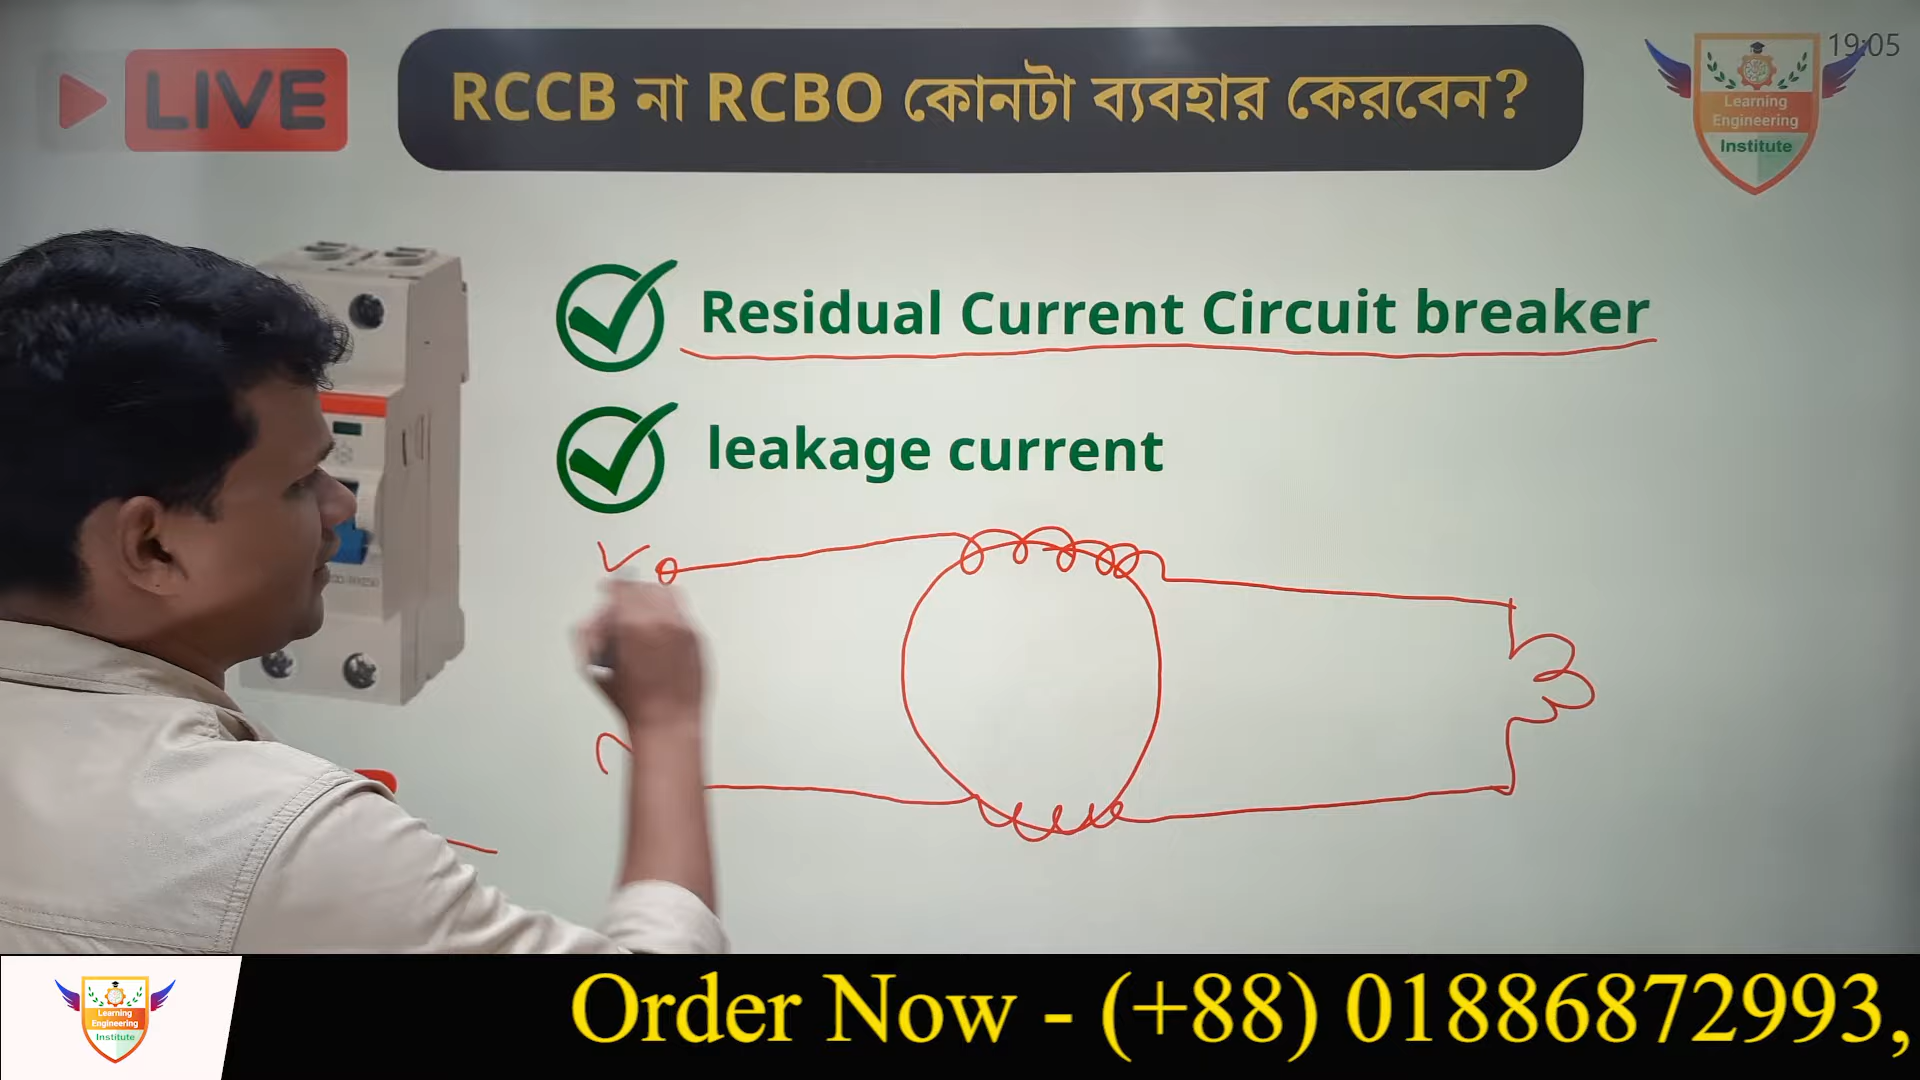 LIVE
RCCB না RCBO কোনটা ব্যবহার কেরবেন?
19:05
Learning
Engineering
Institute
Residual Current Circuit breaker
leakage current
Learning
Engineering
Institute
Order Now - (+88) 01886872993,